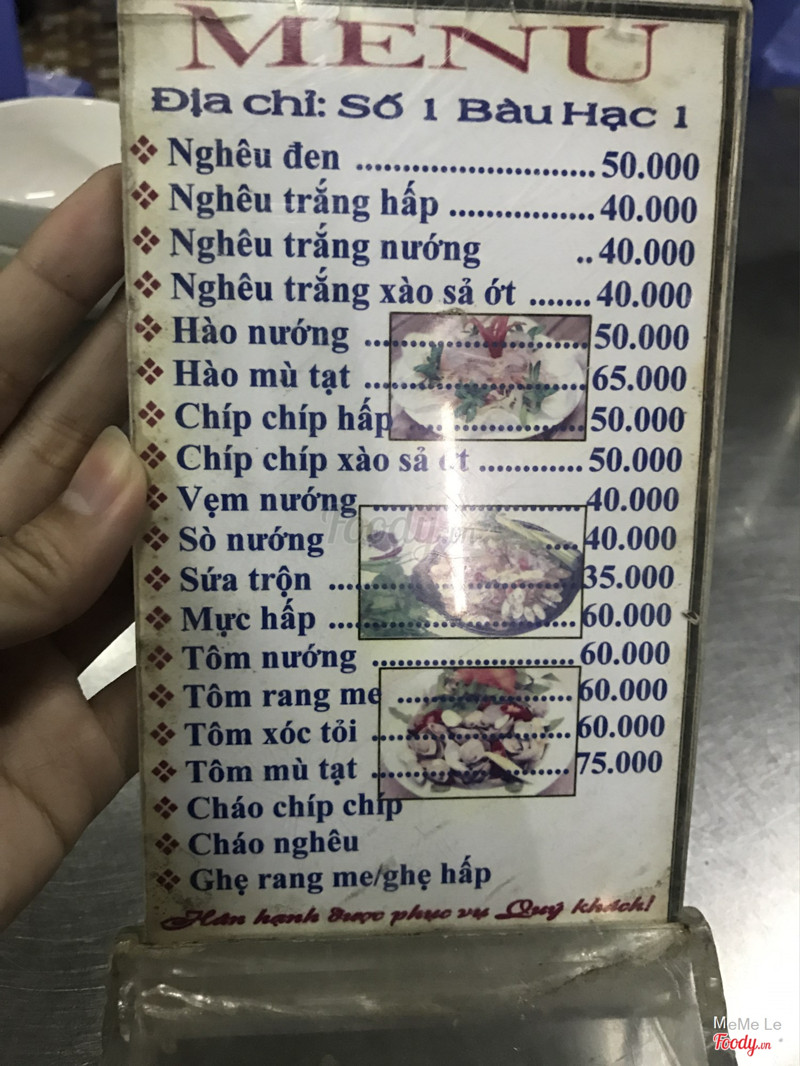 MENU
Địa chỉ: Số 1 Bàu Hạc 1
❖ Nghêu đen ..........................50.000
❖ Nghêu trắng hấp ................40.000
❖ Nghêu trắng nướng ..40.000
❖ Nghêu trắng xào sả ớt .......40.000
❖ Hào nướng ........................50.000
❖ Hào mù tạt ........................65.000
❖ Chíp chíp hấp ...................50.000
❖ Chíp chíp xào sả ớt ............50.000
❖ Vẹm nướng ........................40.000
❖ Sò nướng ....40.000
❖ Sứa trộn ............................35.000
❖ Mực hấp ............................60.000
❖ Tôm nướng .......................60.000
❖ Tôm rang me ....................60.000
❖ Tôm xóc tỏi .......................60.000
❖ Tôm mù tạt .......................75.000
❖ Cháo chíp chíp
❖ Cháo nghêu
❖ Ghẹ rang me/ghẹ hấp
Hân hạnh được phục vụ Quý khách!
Foody.vn
MeMe Le
Foody.vn